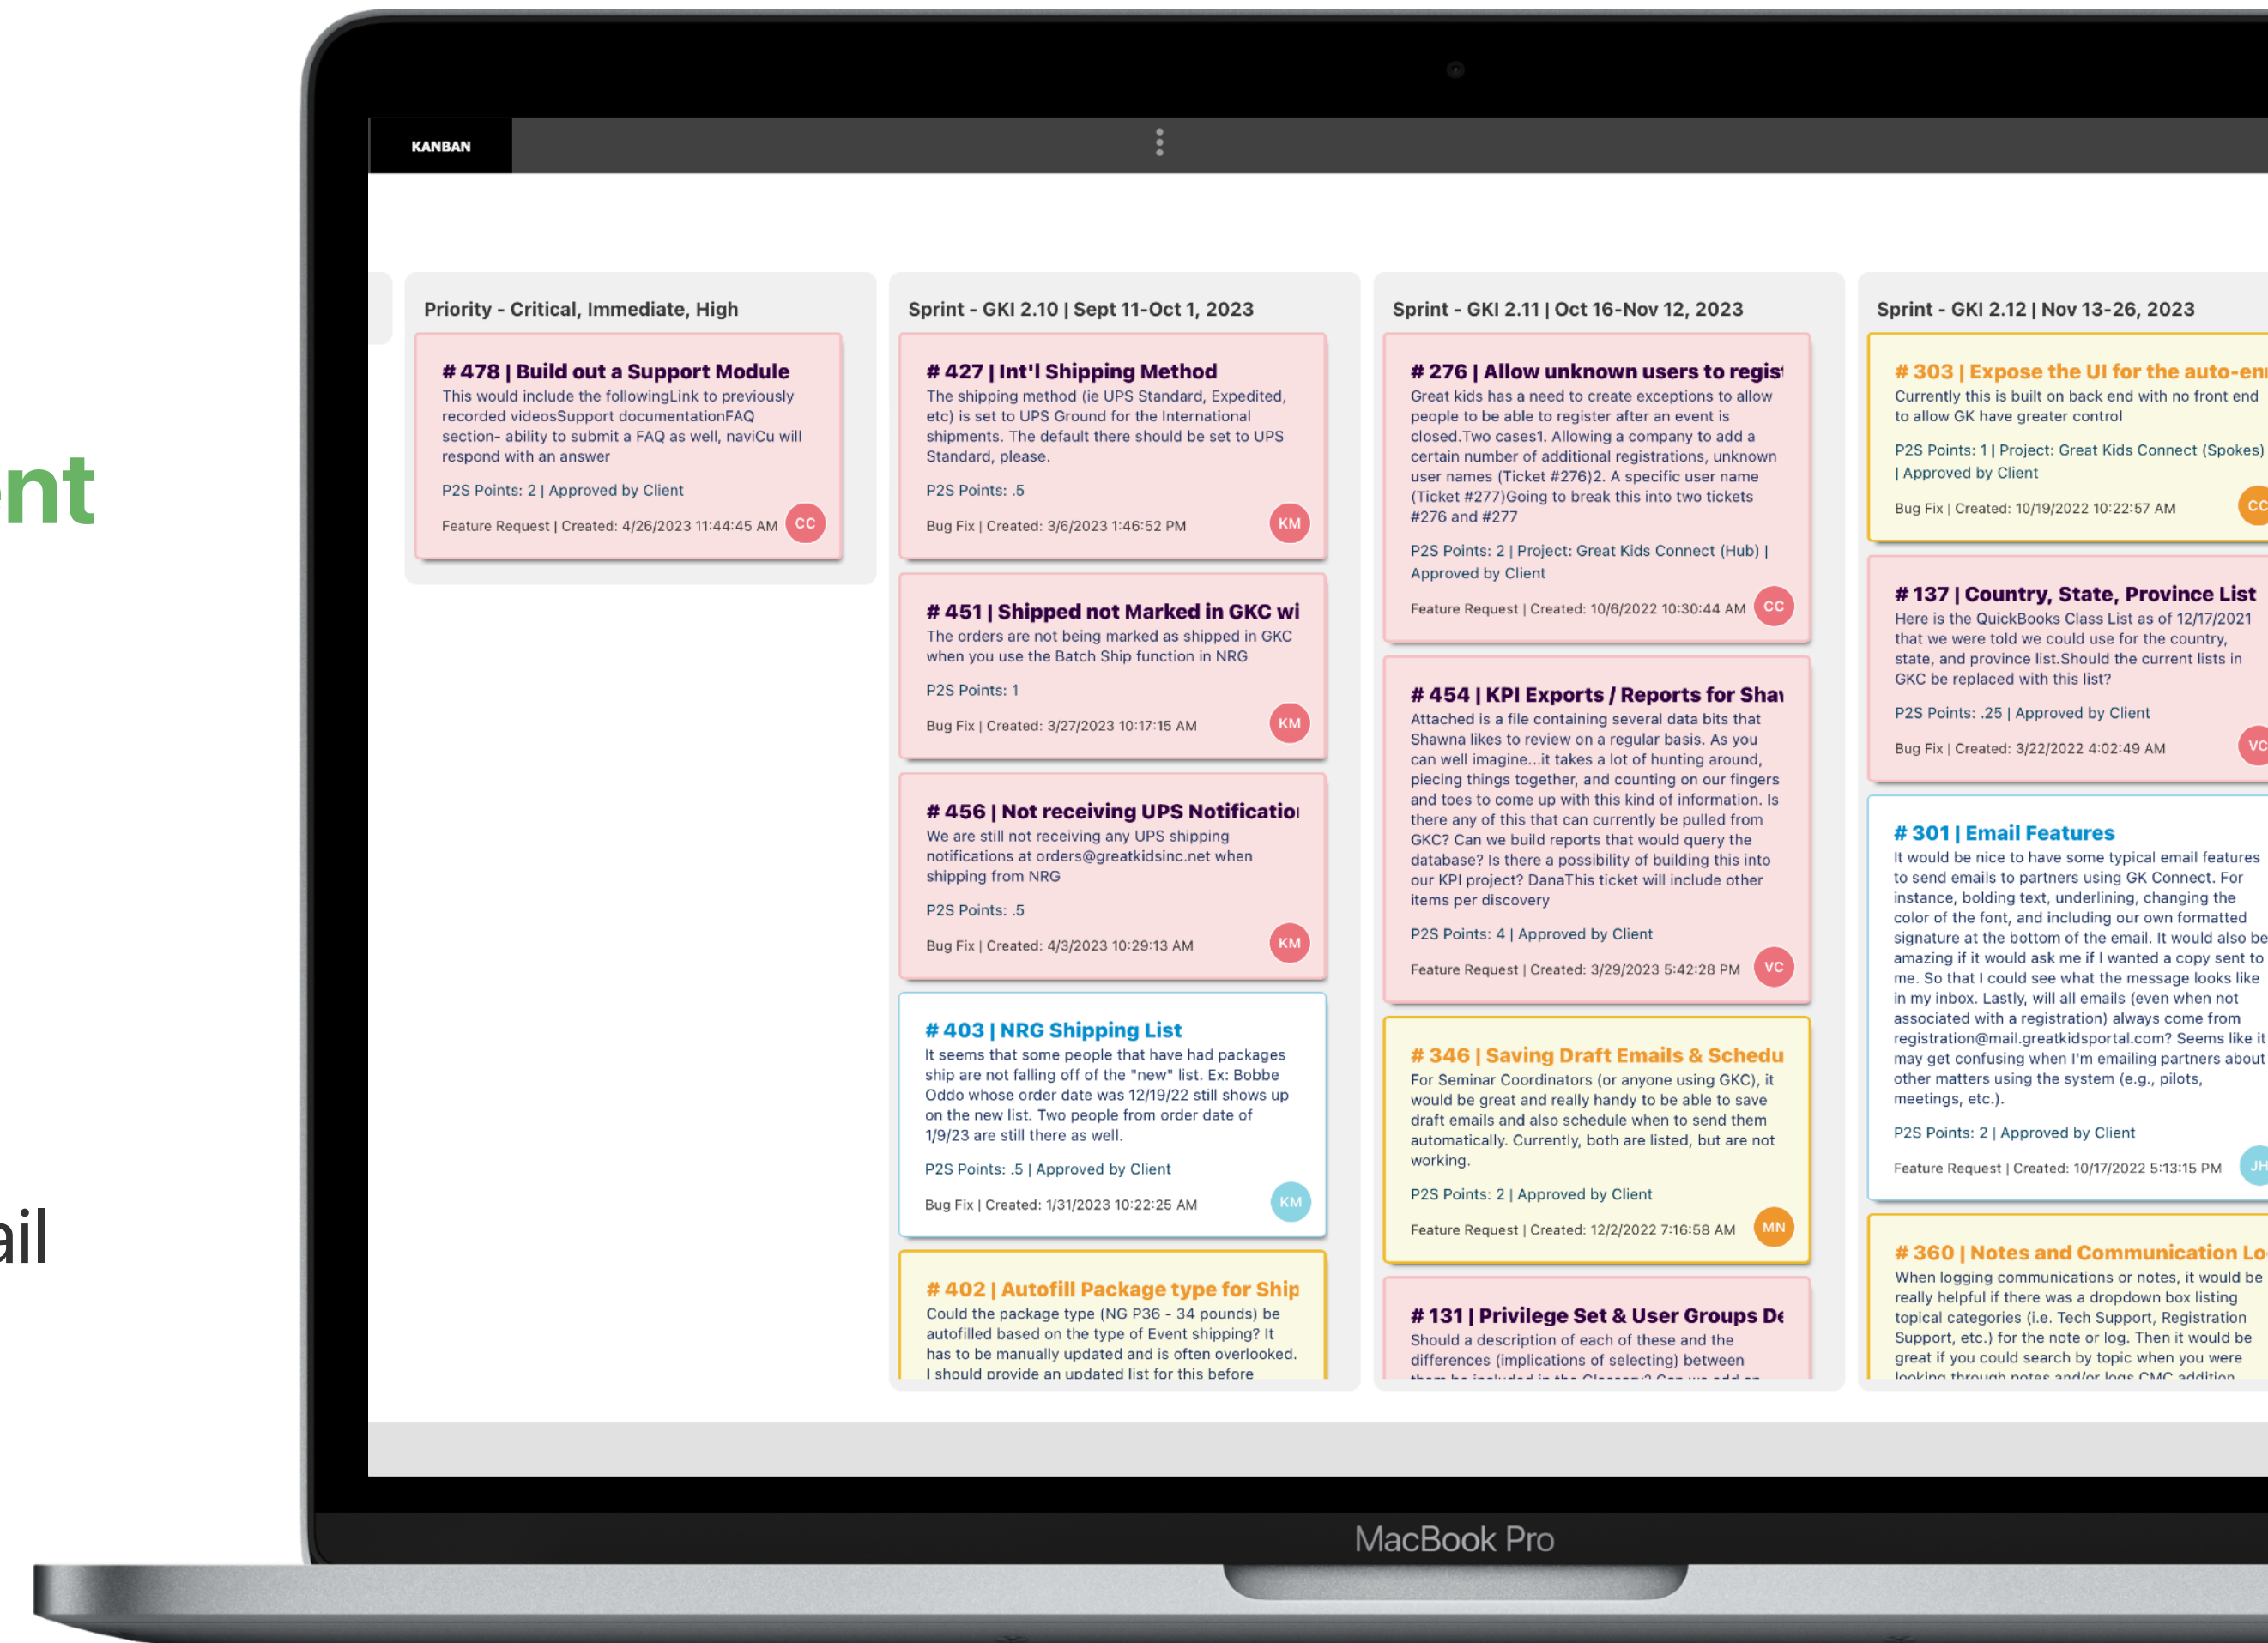 KANBAN
Priority - Critical, Immediate, High
# 478 | Build out a Support Module
This would include the followingLink to previously
recorded videosSupport documentationFAQ
section- ability to submit a FAQ as well, naviCu will
respond with an answer
P2S Points: 2 | Approved by Client
Feature Request | Created: 4/26/2023 11:44:45 AM
CC
Sprint - GKI 2.10 | Sept 11-Oct 1, 2023
# 427 | Int'l Shipping Method
The shipping method (ie UPS Standard, Expedited,
etc) is set to UPS Ground for the International
shipments. The default there should be set to UPS
Standard, please.
P2S Points: .5
Bug Fix | Created: 3/6/2023 1:46:52 PM
KM
# 451 | Shipped not Marked in GKC wi
The orders are not being marked as shipped in GKC
when you use the Batch Ship function in NRG
P2S Points: 1
Bug Fix | Created: 3/27/2023 10:17:15 AM
KM
# 456 | Not receiving UPS Notification
We are still not receiving any UPS shipping
notifications at orders@greatkidsinc.net when
shipping from NRG
P2S Points: .5
Bug Fix | Created: 4/3/2023 10:29:13 AM
KM
# 403 | NRG Shipping List
It seems that some people that have had packages
ship are not falling off of the "new" list. Ex: Bobbe
Oddo whose order date was 12/19/22 still shows up
on the new list. Two people from order date of
1/9/23 are still there as well.
P2S Points: .5 | Approved by Client
Bug Fix | Created: 1/31/2023 10:22:25 AM
KM
# 402 | Autofill Package type for Ship
Could the package type (NG P36 - 34 pounds) be
autofilled based on the type of Event shipping? It
has to be manually updated and is often overlooked.
I should provide an updated list for this before
Sprint - GKI 2.11 | Oct 16-Nov 12, 2023
# 276 | Allow unknown users to regist
Great kids has a need to create exceptions to allow
people to be able to register after an event is
closed.Two cases1. Allowing a company to add a
certain number of additional registrations, unknown
user names (Ticket #276)2. A specific user name
(Ticket #277)Going to break this into two tickets
#276 and #277
P2S Points: 2 | Project: Great Kids Connect (Hub) |
Approved by Client
Feature Request | Created: 10/6/2022 10:30:44 AM
CC
# 454 | KPI Exports / Reports for Shaw
Attached is a file containing several data bits that
Shawna likes to review on a regular basis. As you
can well imagine...it takes a lot of hunting around,
piecing things together, and counting on our fingers
and toes to come up with this kind of information. Is
there any of this that can currently be pulled from
GKC? Can we build reports that would query the
database? Is there a possibility of building this into
our KPI project? DanaThis ticket will include other
items per discovery
P2S Points: 4 | Approved by Client
Feature Request | Created: 3/29/2023 5:42:28 PM
VC
# 346 | Saving Draft Emails & Schedu
For Seminar Coordinators (or anyone using GKC), it
would be great and really handy to be able to save
draft emails and also schedule when to send them
automatically. Currently, both are listed, but are not
working.
P2S Points: 2 | Approved by Client
Feature Request | Created: 12/2/2022 7:16:58 AM
MN
# 131 | Privilege Set & User Groups De
Should a description of each of these and the
differences (implications of selecting) between
them be included in the Glossary? Can we add an
Sprint - GKI 2.12 | Nov 13-26, 2023
# 303 | Expose the UI for the auto-enr
Currently this is built on back end with no front end
to allow GK have greater control
P2S Points: 1 | Project: Great Kids Connect (Spokes)
| Approved by Client
Bug Fix | Created: 10/19/2022 10:22:57 AM
CC
# 137 | Country, State, Province List
Here is the QuickBooks Class List as of 12/17/2021
that we were told we could use for the country,
state, and province list.Should the current lists in
GKC be replaced with this list?
P2S Points: .25 | Approved by Client
Bug Fix | Created: 3/22/2022 4:02:49 AM
VC
# 301 | Email Features
It would be nice to have some typical email features
to send emails to partners using GK Connect. For
instance, bolding text, underlining, changing the
color of the font, and including our own formatted
signature at the bottom of the email. It would also be
amazing if it would ask me if I wanted a copy sent to
me. So that I could see what the message looks like
in my inbox. Lastly, will all emails (even when not
associated with a registration) always come from
registration@mail.greatkidsportal.com? Seems like it
may get confusing when I'm emailing partners about
other matters using the system (e.g., pilots,
meetings, etc.).
P2S Points: 2 | Approved by Client
Feature Request | Created: 10/17/2022 5:13:15 PM
JH
# 360 | Notes and Communication Lo
When logging communications or notes, it would be
really helpful if there was a dropdown box listing
topical categories (i.e. Tech Support, Registration
Support, etc.) for the note or log. Then it would be
great if you could search by topic when you were
looking through notes and/or logs CMC addition
MacBook Pro
ent
ail